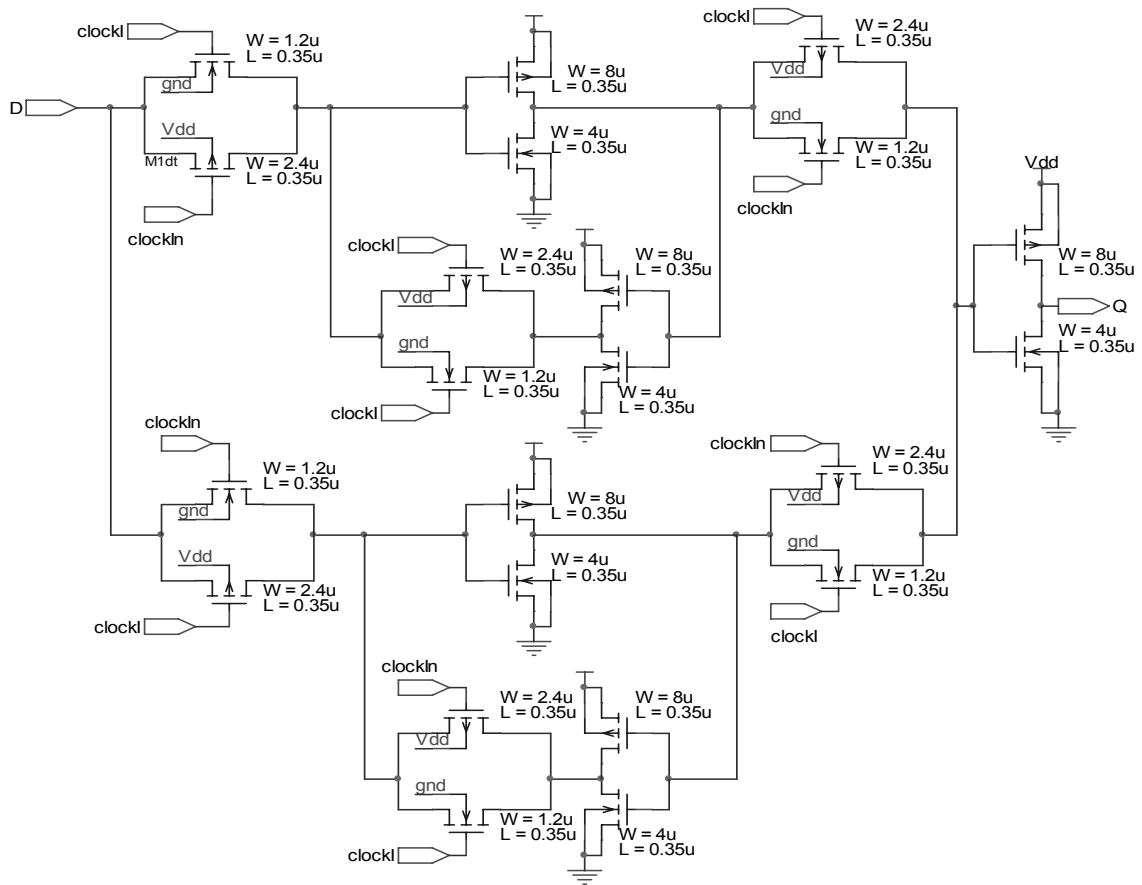 clockI
W = 1.2u
L = 0.35u
gnd
D
Vdd
M1dt
W = 2.4u
L = 0.35u
clockIn
W = 8u
L = 0.35u
W = 4u
L = 0.35u
clockI
W = 2.4u
L = 0.35u
Vdd
gnd
W = 1.2u
L = 0.35u
clockIn
clockI
W = 2.4u
L = 0.35u
Vdd
gnd
W = 1.2u
L = 0.35u
clockI
W = 8u
L = 0.35u
W = 4u
L = 0.35u
Vdd
W = 8u
L = 0.35u
Q
W = 4u
L = 0.35u
clockIn
W = 1.2u
L = 0.35u
gnd
Vdd
W = 2.4u
L = 0.35u
clockI
W = 8u
L = 0.35u
W = 4u
L = 0.35u
clockIn
W = 2.4u
L = 0.35u
Vdd
gnd
W = 1.2u
L = 0.35u
clockI
clockIn
W = 2.4u
L = 0.35u
Vdd
gnd
W = 1.2u
L = 0.35u
clockI
W = 8u
L = 0.35u
W = 4u
L = 0.35u